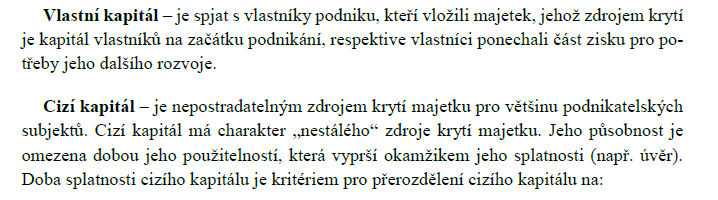 Vlastní kapitál – je spjat s vlastníky podniku, kteří vložili majetek, jehož zdrojem krytí
je kapitál vlastníků na začátku podnikání, respektive vlastníci ponechali část zisku pro po-
třeby jeho dalšího rozvoje.
Cizí kapitál – je nepostradatelným zdrojem krytí majetku pro většinu podnikatelských
subjektů. Cizí kapitál má charakter „nestálého“ zdroje krytí majetku. Jeho působnost je
omezena dobou jeho použitelností, která vyprší okamžikem jeho splatnosti (např. úvěr).
Doba splatnosti cizího kapitálu je kritériem pro přerozdělení cizího kapitálu na: